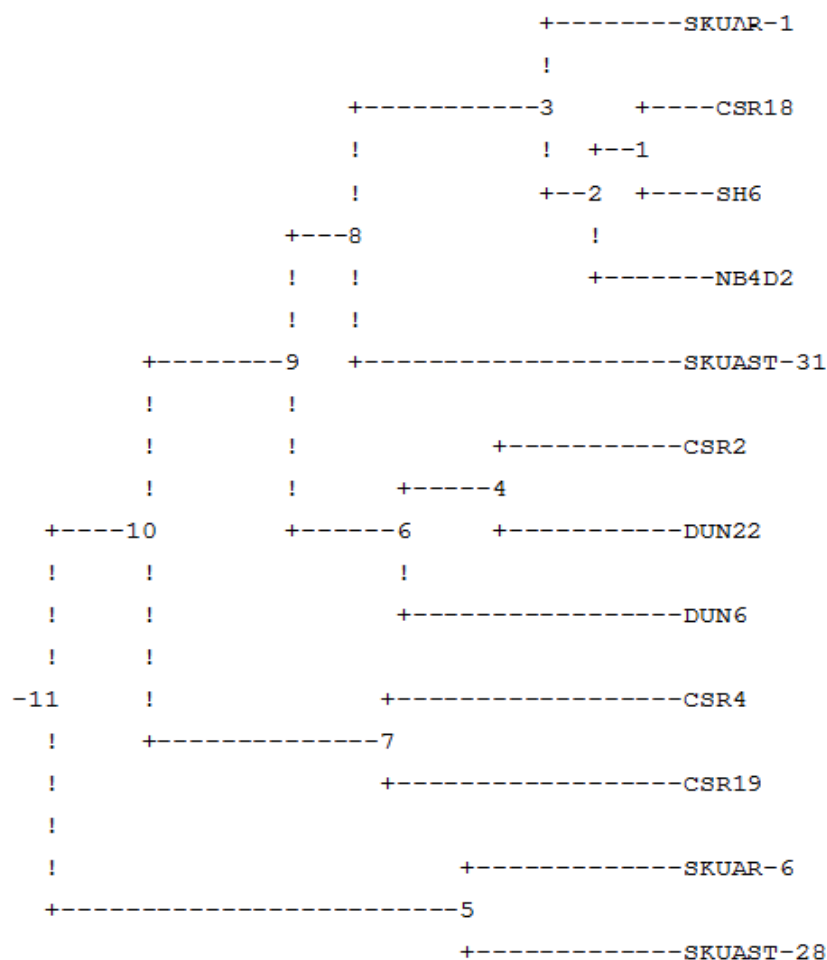 +--------SKUAR-1
!
+-----------3 +----CSR18
! ! +--1
! +--2 +----SH6
+---8 !
! ! +-------NB4D2
! !
+--------9 +--------------------SKUAST-31
! !
! ! +-----------CSR2
! ! +-----4
+----10 +------6 +-----------DUN22
! ! !
! ! +-----------------DUN6
! !
-11 ! +-----------------CSR4
! +--------------7
! +-----------------CSR19
!
! +-------------SKUAR-6
+--------------------------5
+-------------SKUAST-28